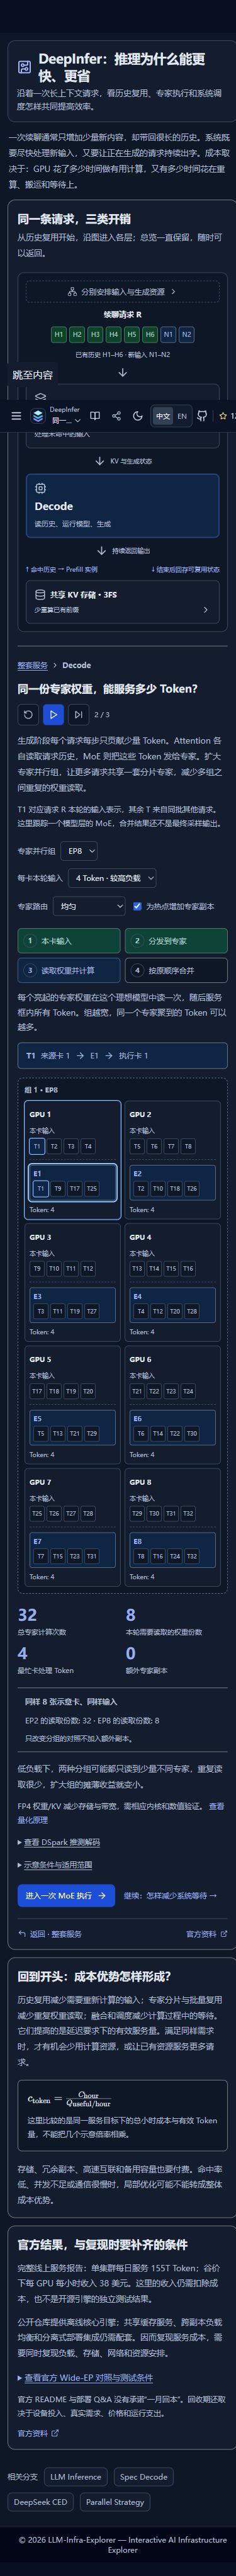 DeepInfer：推理为什么能更
快、更省
沿着一次长上下文请求，看历史复用、专家执行和系统调
度怎样共同提高效率。
一次续聊通常只增加少量新内容，却带回很长的历史。系统既
要尽快处理新输入，又要让正在生成的请求持续出字。成本取
决于：GPU 花了多少时间做有用计算，又有多少时间花在重
算、搬运和等待上。
同一条请求，三类开销
从历史复用开始，沿图进入各层；总览一直保留，随时可
以返回。
分别安排输入与生成资源
续聊请求 R
H1 H2 H3 H4 H5 H6 N1 N2
已有历史 H1–H6 · 新输入 N1–N2
跳至内容
DeepInfer
同一...
中文 EN
处理未命中的输入
KV 与生成状态
Decode
读历史、运行模型、生成
持续返回输出
↑ 命中历史 → Prefill 实例
↓ 结束后回存可复用状态
共享 KV 存储 · 3FS
少重算已有前缀
整套服务 › Decode
同一份专家权重，能服务多少 Token？
2 / 3
生成阶段每个请求每步只贡献少量 Token。Attention 各
自读取请求历史，MoE 则把这些 Token 发给专家。扩大
专家并行组，让更多请求共享一套分片专家，减少多组之
间重复的权重读取。
T1 对应请求 R 本轮的输入表示，其余 T 来自同批其他请求。
这里跟踪一个模型层的 MoE，合并结果还不是最终采样输出。
专家并行组 EP8
每卡本轮输入 4 Token · 较高负载
专家路由 均匀 为热点增加专家副本
1 本卡输入
2 分发到专家
3 读取权重并计算
4 按原顺序合并
每个亮起的专家权重在这个理想模型中读一次，随后服务
框内所有 Token。组越宽，同一个专家聚到的 Token 可以
越多。
T1 来源卡 1 → E1 → 执行卡 1
组 1 · EP8
GPU 1
本卡输入
T1 T2 T3 T4
E1
T1 T9 T17 T25
Token: 4
GPU 2
本卡输入
T5 T6 T7 T8
E2
T2 T10 T18 T26
Token: 4
GPU 3
本卡输入
T9 T10 T11 T12
E3
T3 T11 T19 T27
Token: 4
GPU 4
本卡输入
T13 T14 T15 T16
E4
T4 T12 T20 T28
Token: 4
GPU 5
本卡输入
T17 T18 T19 T20
E5
T5 T13 T21 T29
Token: 4
GPU 6
本卡输入
T21 T22 T23 T24
E6
T6 T14 T22 T30
Token: 4
GPU 7
本卡输入
T25 T26 T27 T28
E7
T7 T15 T23 T31
Token: 4
GPU 8
本卡输入
T29 T30 T31 T32
E8
T8 T16 T24 T32
Token: 4
32
总专家计算次数
8
本轮需要读取的权重份数
4
最忙卡处理 Token
0
额外专家副本
同样 8 张示意卡、同样输入
EP2 的读取份数: 32 · EP8 的读取份数: 8
只改变分组的对照不加入额外副本。
低负载下，两种分组可能都只读到少量不同专家，重复读
取很少，扩大组的摊薄收益就变小。
FP4 权重/KV 减少存储与带宽，需相应内核和数值验证。 查看
量化原理
▸ 查看 DSpark 推测解码
▸ 示意条件与适用范围
进入一次 MoE 执行 →
继续：怎样减少系统等待 →
返回 · 整套服务
官方资料
回到开头：成本优势怎样形成？
历史复用减少需要重新计算的输入；专家分片与批量复用
减少重复权重读取；融合和调度减少计算过程中的等待。
它们提高的是延迟要求下的有效服务量。满足同样需求
时，才有机会少用计算资源，或让已有资源服务更多请
求。
c_token = C_hour / Q_useful/hour
这里比较的是同一服务目标下的总小时成本与有效 Token
量，不能把几个示意倍率相乘。
存储、冗余副本、高速互联和备用容量也要付费。命中率
低、并发不足或通信很慢时，局部优化可能不能转成整体
成本优势。
官方结果，与复现时要补齐的条件
完整线上服务报告：单集群每日服务 155T Token；谷价
下每 GPU 每小时收入 38 美元。这里的收入仍需扣除成
本，也不是开源引擎的独立测试结果。
公开仓库提供离线核心引擎；共享缓存服务、跨副本负载
均衡和分离式部署集成仍需配套。因而复现服务成本，需
要同时复现负载、存储、网络和资源安排。
▸ 查看官方 Wide-EP 对照与测试条件
官方 README 与部署 Q&A 没有承诺“一月回本”。回收期还取
决于设备投入、真实需求、价格和运行支出。
官方资料
相关分支 LLM Inference Spec Decode
DeepSeek CED Parallel Strategy
© 2026 LLM-Infra-Explorer — Interactive AI Infrastructure
Explorer